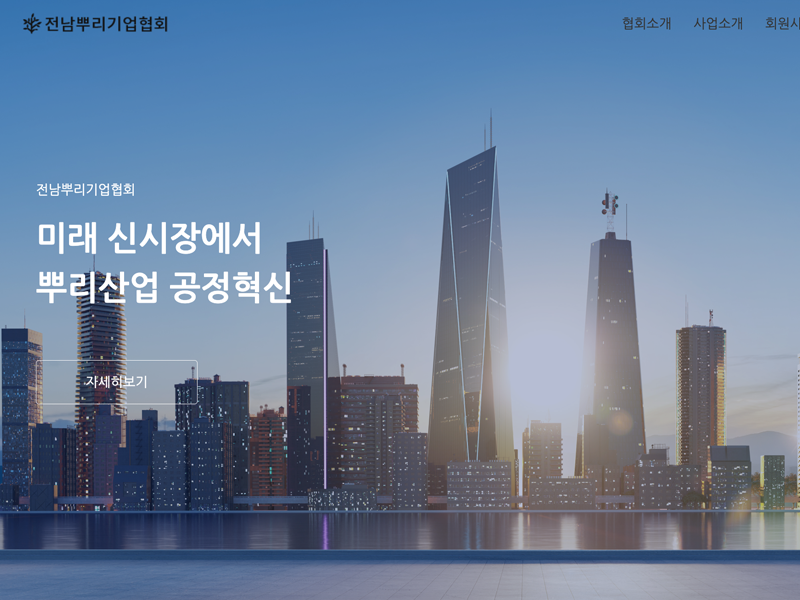 전남뿌리기업협회
협회소개 사업소개 회원사
전남뿌리기업협회
미래 신시장에서
뿌리산업 공정혁신
자세히보기